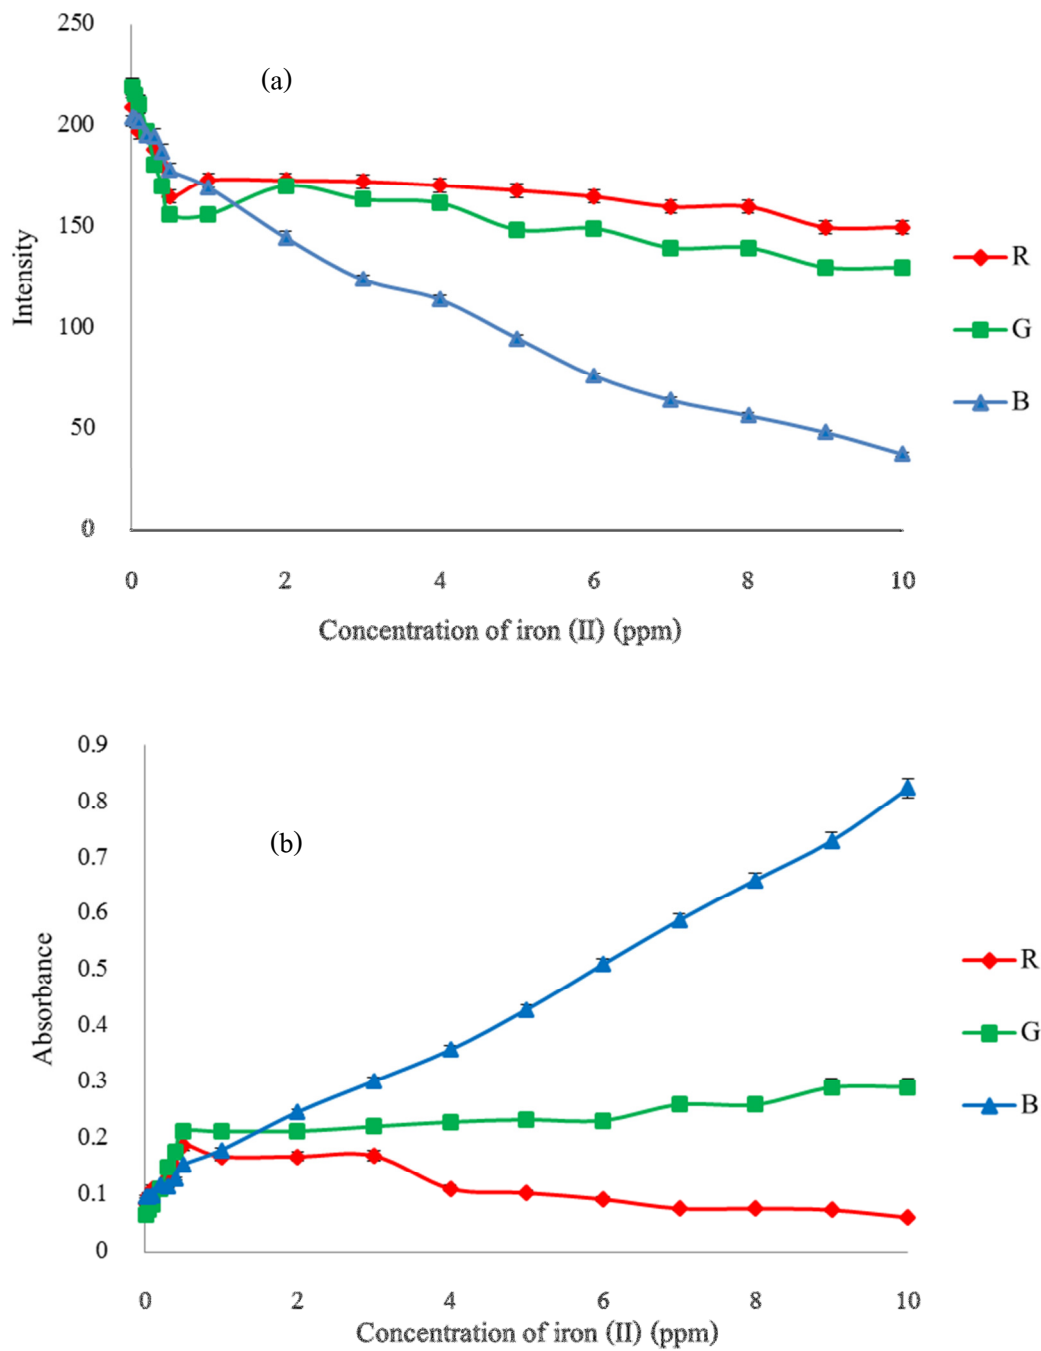 250
(a)
200
150
Intensity
R
100
G
50
B
0
0 2 4 6 8 10
Concentration of iron (II) (ppm)
0.9
0.8
(b)
0.7
0.6
0.5
Absorbance
R
0.4
G
0.3
B
0.2
0.1
0
0 2 4 6 8 10
Concentration of iron (II) (ppm)